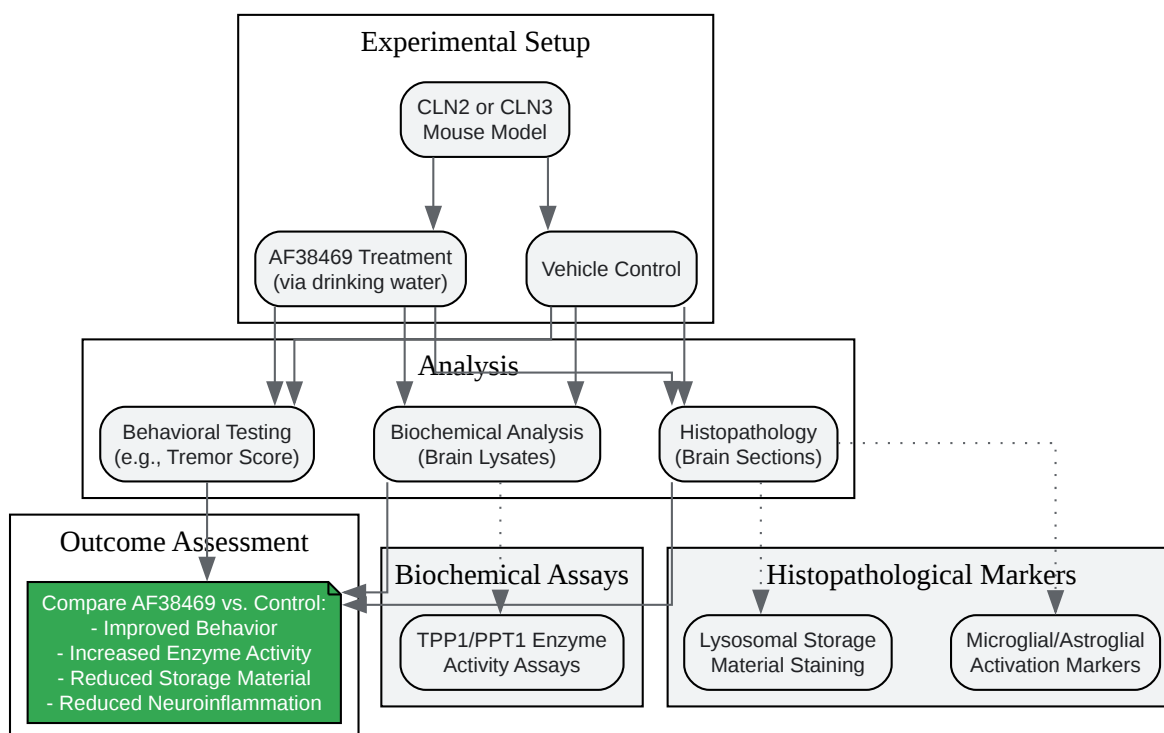 Experimental Setup
CLN2 or CLN3
Mouse Model
AF38469 Treatment
(via drinking water)
Vehicle Control
Analysis
Behavioral Testing
(e.g., Tremor Score)
Biochemical Analysis
(Brain Lysates)
Histopathology
(Brain Sections)
Outcome Assessment
Compare AF38469 vs. Control:
- Improved Behavior
- Increased Enzyme Activity
- Reduced Storage Material
- Reduced Neuroinflammation
Biochemical Assays
TPP1/PPT1 Enzyme
Activity Assays
Histopathological Markers
Lysosomal Storage
Material Staining
Microglial/Astroglial
Activation Markers